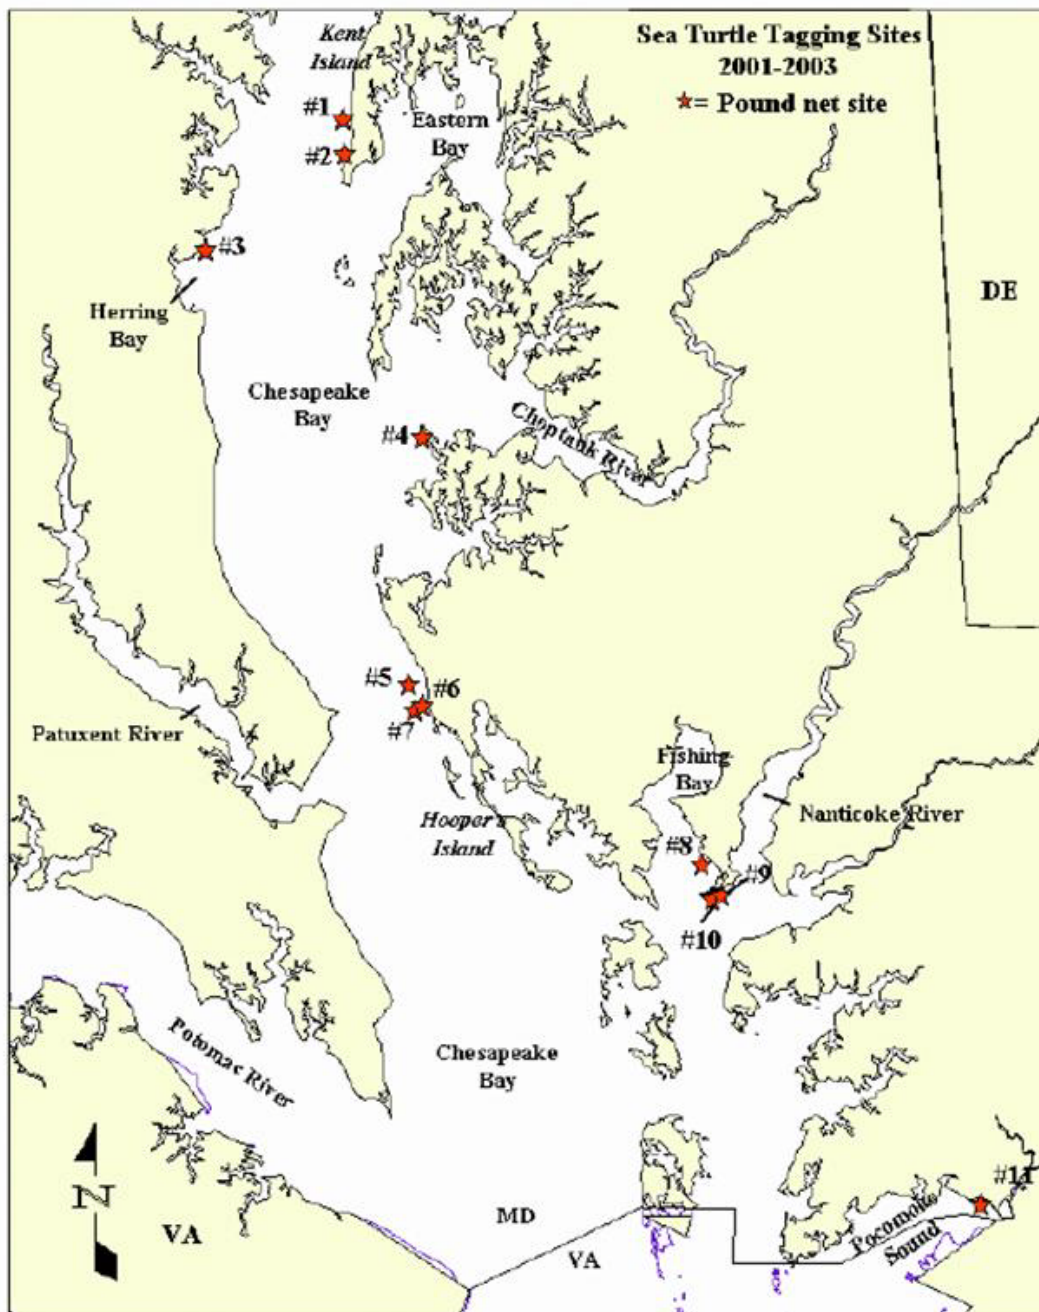 Kent
Island
Sea Turtle Tagging Sites
2001-2003
= Pound net site
#1
Eastern
Bay
#2
#3
DE
Herring
Bay
Chesapeake
Bay
#4
Choptank River
#5
#6
#7
Patuxent River
Fishing
Bay
Nanticoke River
Hooper's
Island
#8
#9
#10
Potomac River
Chesapeake
Bay
N
#11
Pocomoke
Sound
MD
VA
VA